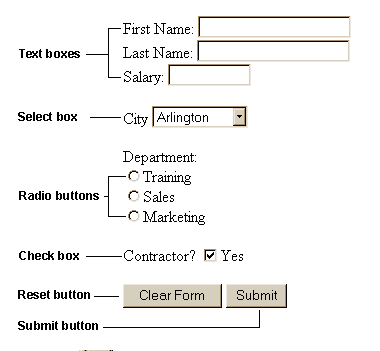 First Name:
Text boxes Last Name:
Salary:
Select box City Arlington
Department:
Training
Radio buttons Sales
Marketing
Check box Contractor? Yes
Reset button Clear Form Submit
Submit button